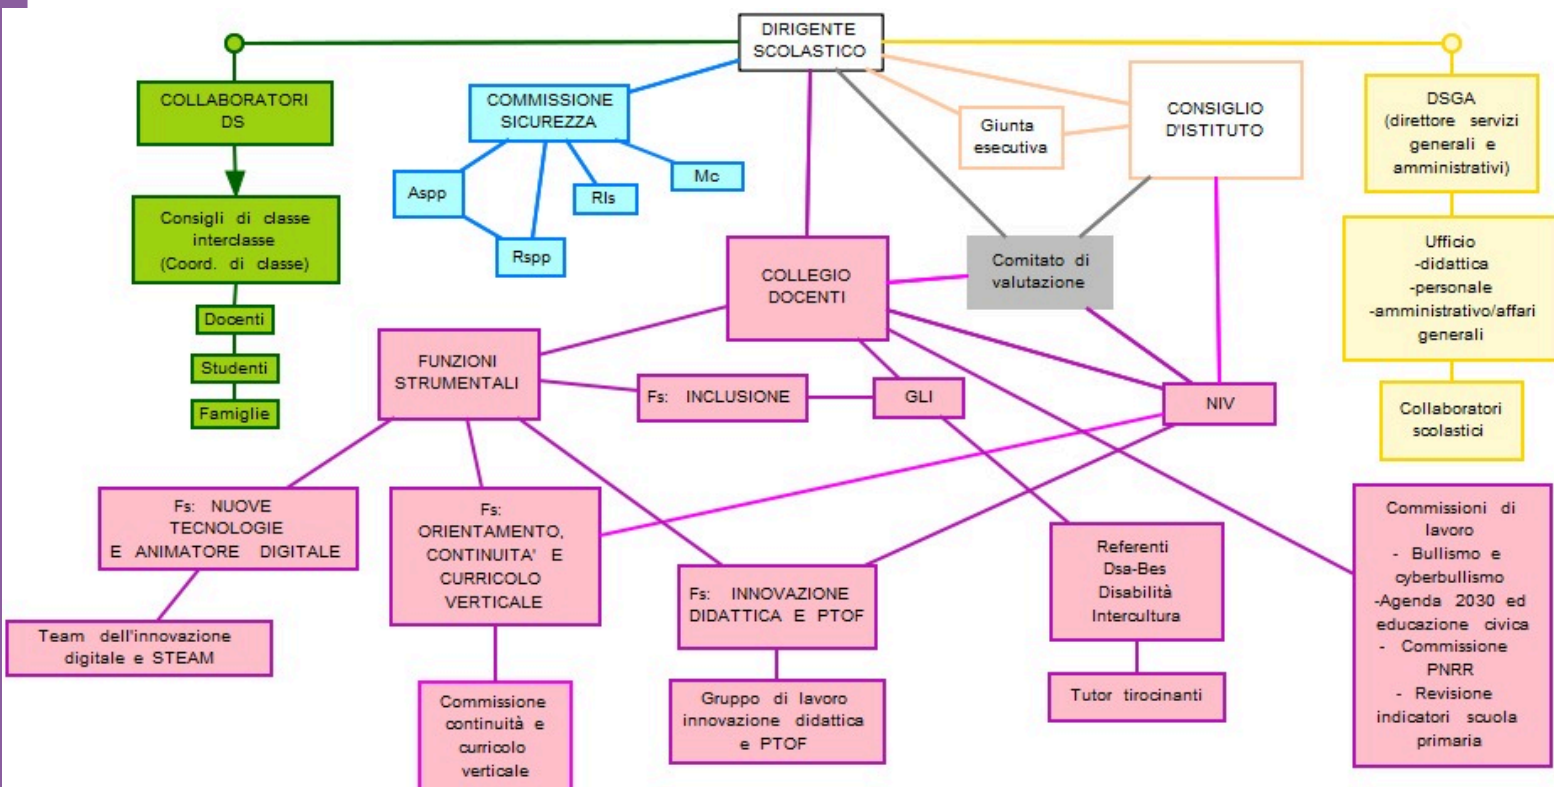 DIRIGENTE
SCOLASTICO
COLLABORATORI
DS
Consigli di classe
interclasse
(Coord. di classe)
Docenti
Studenti
Famiglie
COMMISSIONE
SICUREZZA
Aspp
Rspp
Rls
Mc
Giunta
esecutiva
CONSIGLIO
D'ISTITUTO
DSGA
(direttore servizi
generali e
amministrativi)
Ufficio
-didattica
-personale
-amministrativo/affari
generali
Collaboratori
scolastici
COLLEGIO
DOCENTI
Comitato di
valutazione
FUNZIONI
STRUMENTALI
Fs: INCLUSIONE
GLI
NIV
Fs: NUOVE
TECNOLOGIE
E ANIMATORE DIGITALE
Team dell'innovazione
digitale e STEAM
Fs:
ORIENTAMENTO,
CONTINUITA' E
CURRICOLO
VERTICALE
Commissione
continuità e
curricolo
verticale
Fs: INNOVAZIONE
DIDATTICA E PTOF
Gruppo di lavoro
innovazione didattica
e PTOF
Referenti
Dsa-Bes
Disabilità
Intercultura
Tutor tirocinanti
Commissioni di
lavoro
- Bullismo e
cyberbullismo
-Agenda 2030 ed
educazione civica
- Commissione
PNRR
- Revisione
indicatori scuola
primaria